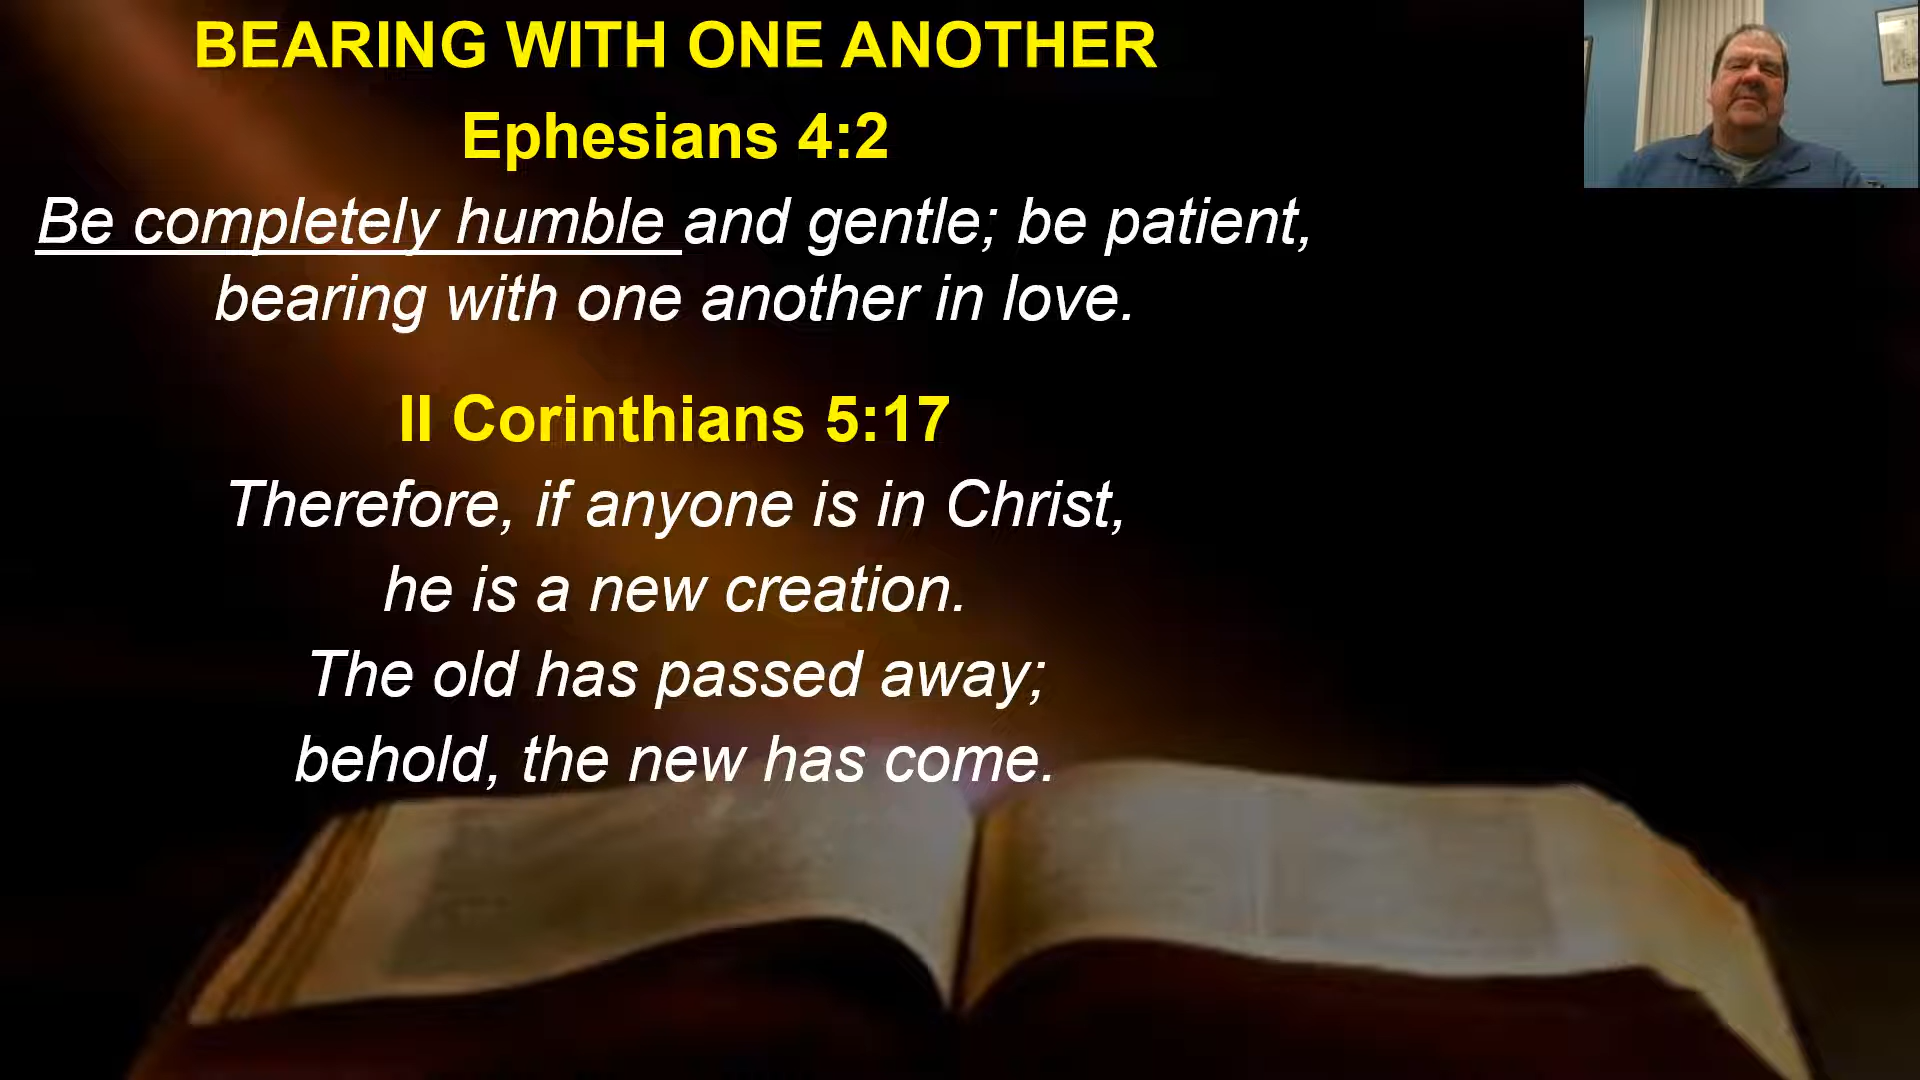 BEARING WITH ONE ANOTHER
Ephesians 4:2
Be completely humble and gentle; be patient,
bearing with one another in love.
II Corinthians 5:17
Therefore, if anyone is in Christ,
he is a new creation.
The old has passed away;
behold, the new has come.